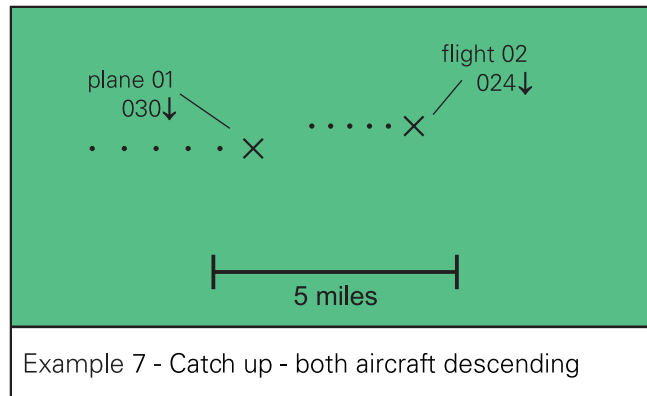 plane 01
030↓
flight 02
024↓
5 miles
Example 7 - Catch up - both aircraft descending